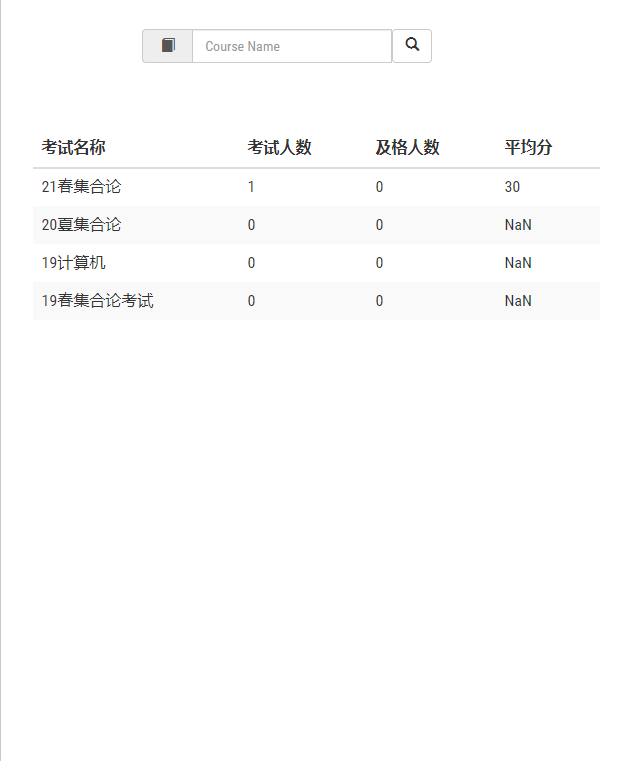 Course Name
考试名称 考试人数 及格人数 平均分
21春集合论 1 0 30
20夏集合论 0 0 NaN
19计算机 0 0 NaN
19春集合论考试 0 0 NaN